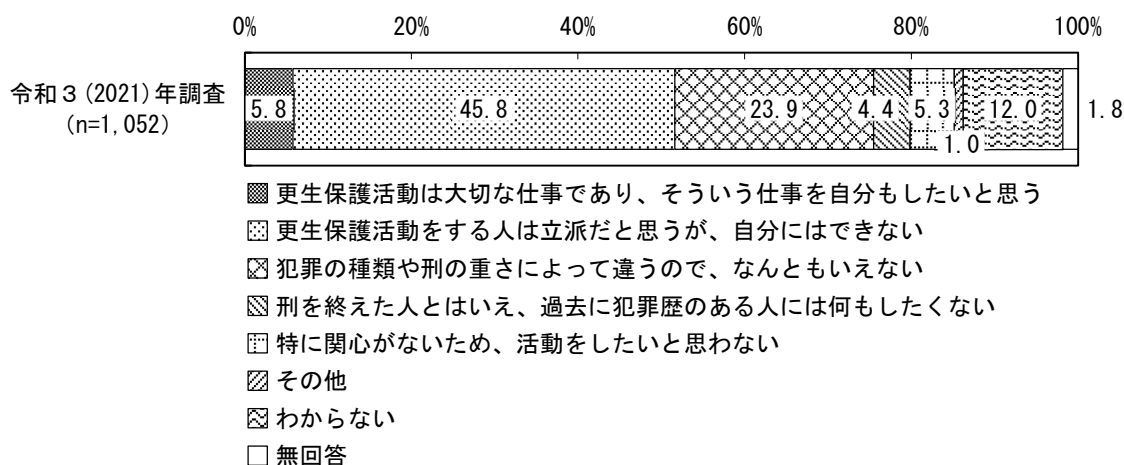 0% 20% 40% 60% 80% 100%
令和3(2021)年調査
(n=1,052)
5.8 45.8 23.9 4.4 5.3 1.0 12.0 1.8
更生保護活動は大切な仕事であり、そういう仕事を自分もしたいと思う
更生保護活動をする人は立派だと思うが、自分にはできない
犯罪の種類や刑の重さによって違うので、なんともいえない
刑を終えた人とはいえ、過去に犯罪歴のある人には何もしたくない
特に関心がないため、活動をしたいと思わない
その他
わからない
無回答